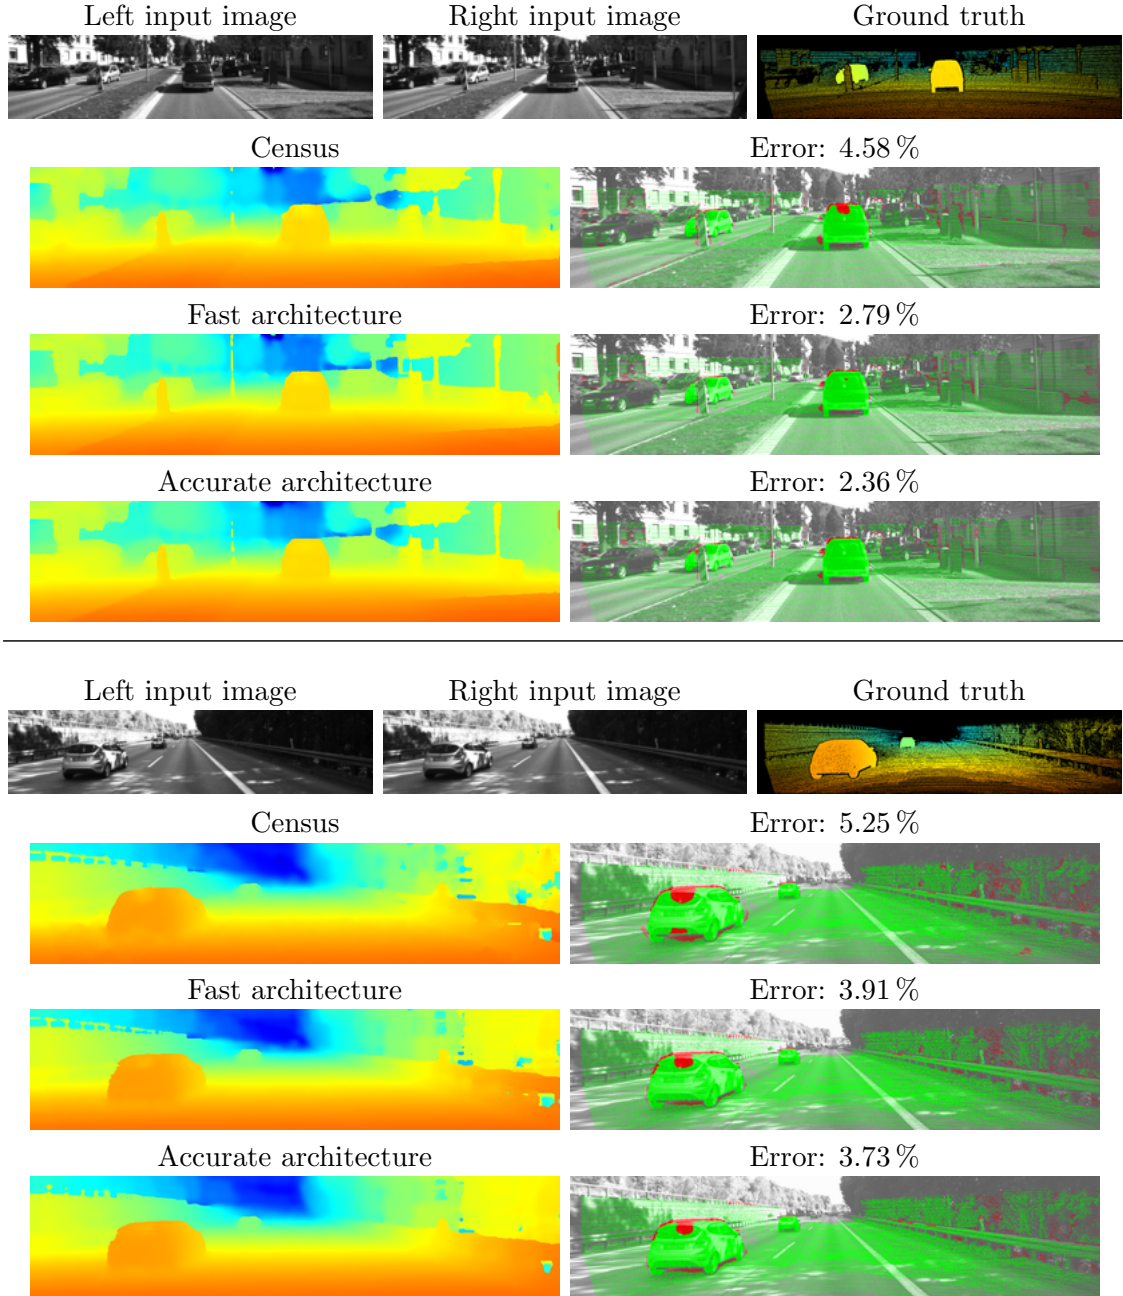 Left input image Right input image Ground truth
Census Error: 4.58 %
Fast architecture Error: 2.79 %
Accurate architecture Error: 2.36 %
Left input image Right input image Ground truth
Census Error: 5.25 %
Fast architecture Error: 3.91 %
Accurate architecture Error: 3.73 %